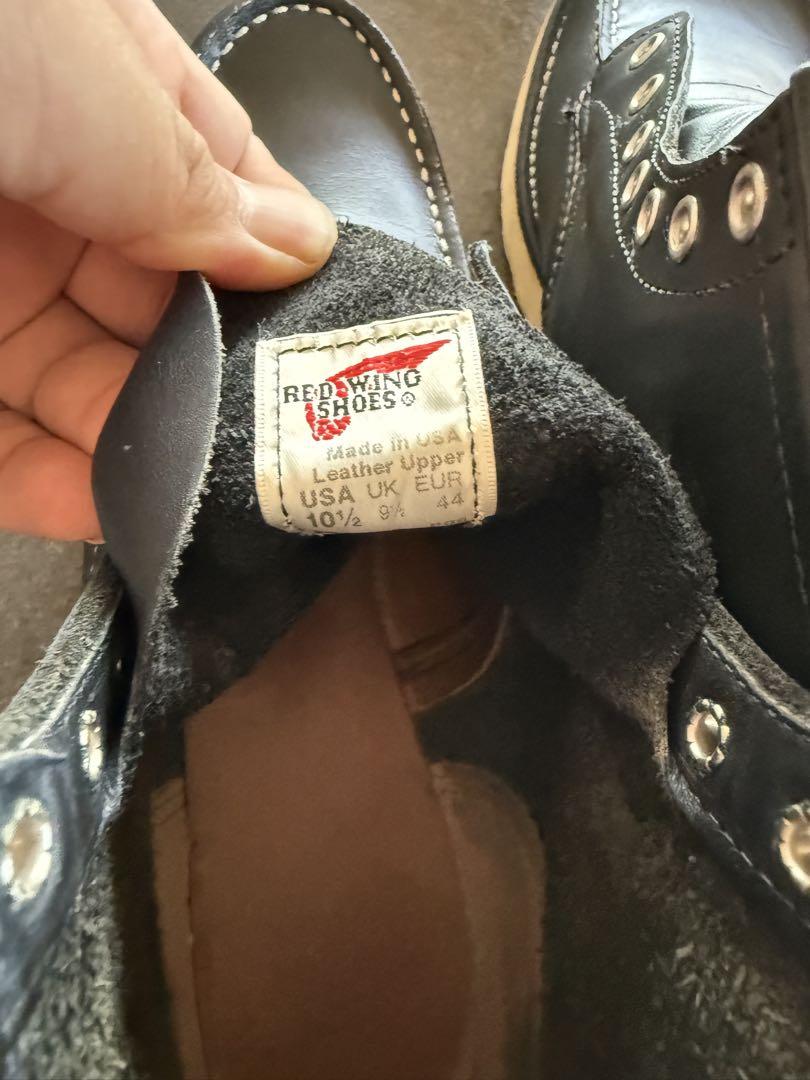 RED WING
SHOES®
Made in USA
Leather Upper
USA UK EUR
10½ 9½ 44